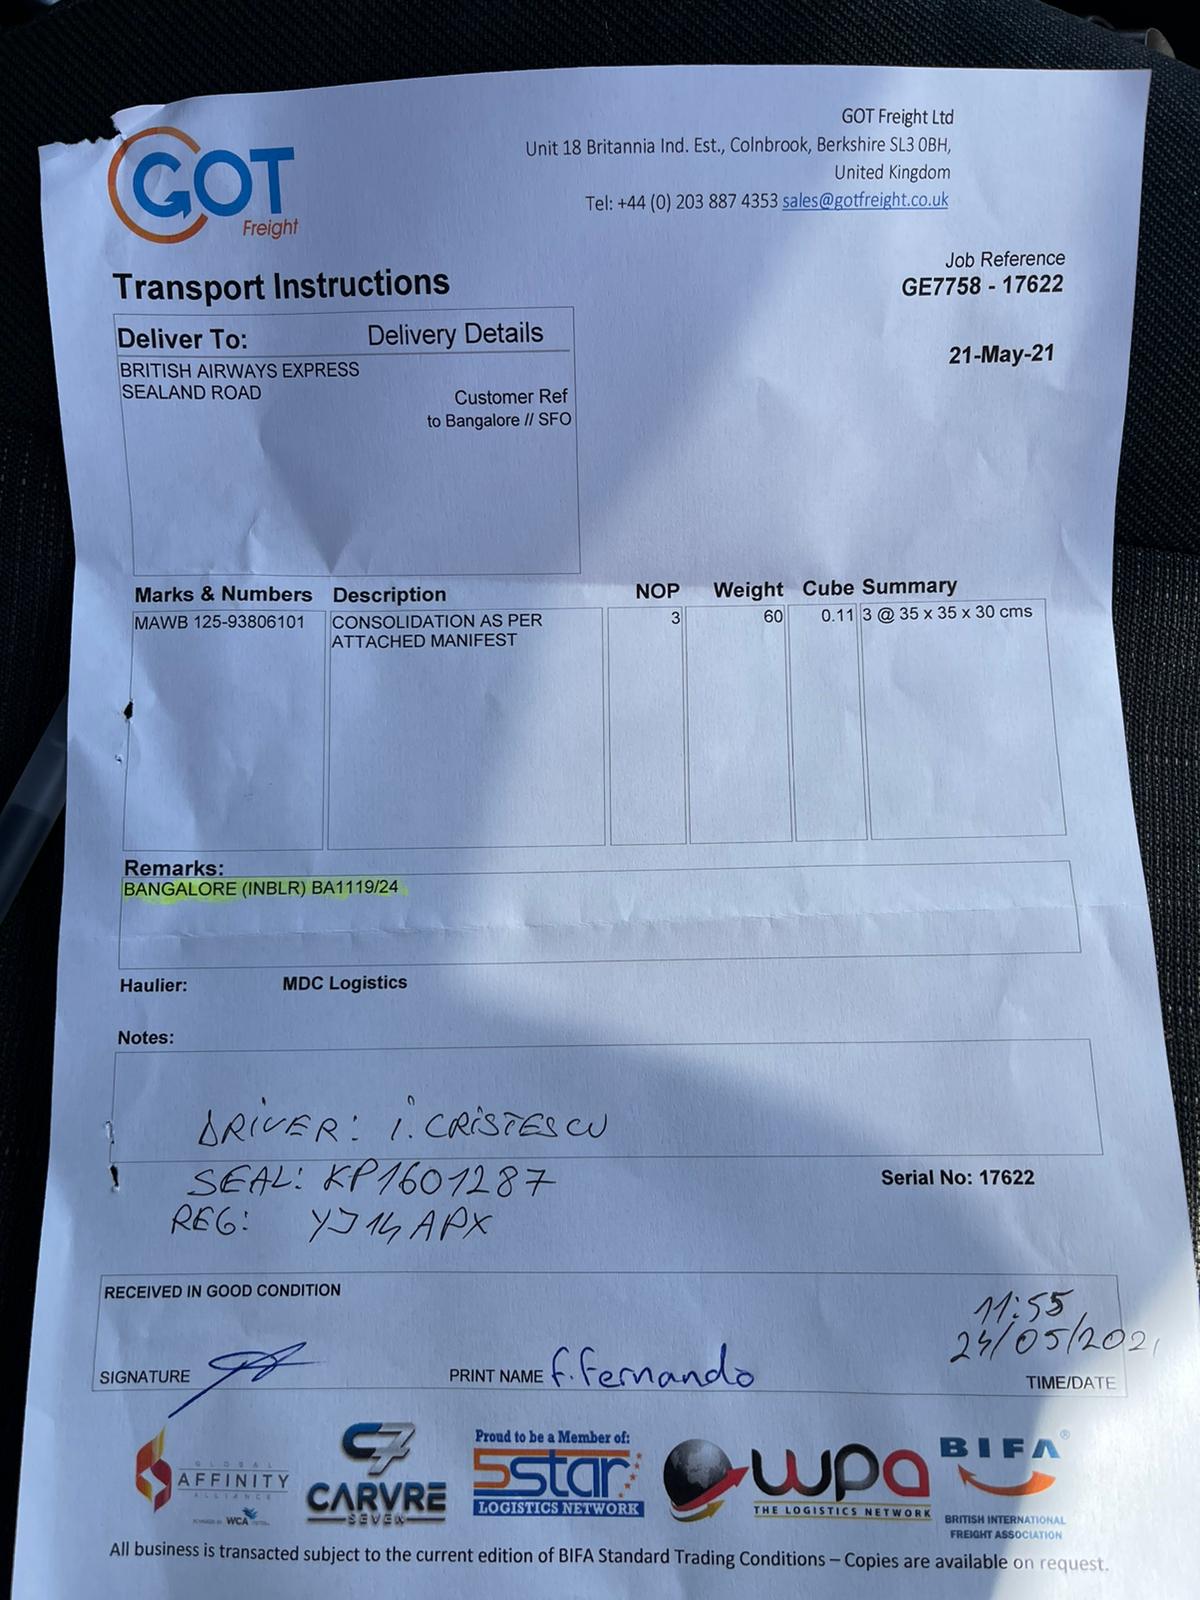 GOT
Freight
GOT Freight Ltd
Unit 18 Britannia Ind. Est., Colnbrook, Berkshire SL3 0BH,
United Kingdom
Tel: +44 (0) 203 887 4353 sales@gotfreight.co.uk
Job Reference
GE7758 - 17622
21-May-21
Transport Instructions
Deliver To: Delivery Details
BRITISH AIRWAYS EXPRESS
SEALAND ROAD
Customer Ref
to Bangalore // SFO
Marks & Numbers Description NOP Weight Cube Summary
MAWB 125-93806101 CONSOLIDATION AS PER 3 60 0.11 3 @ 35 x 35 x 30 cms
ATTACHED MANIFEST
Remarks:
BANGALORE (INBLR) BA1119/24
Haulier: MDC Logistics
Notes:
DRIVER: i. CRISTESCU
SEAL: KP1601287
Serial No: 17622
REG: YJ14 APX
RECEIVED IN GOOD CONDITION
11:55
24/05/2021
SIGNATURE PRINT NAME f. fernando TIME/DATE
GLOBAL
AFFINITY
ALLIANCE
WCA
C7
CARVRE
SEVEN
Proud to be a Member of:
5star
LOGISTICS NETWORK
wpa
THE LOGISTICS NETWORK
BIFA®
BRITISH INTERNATIONAL
FREIGHT ASSOCIATION
All business is transacted subject to the current edition of BIFA Standard Trading Conditions – Copies are available on request.